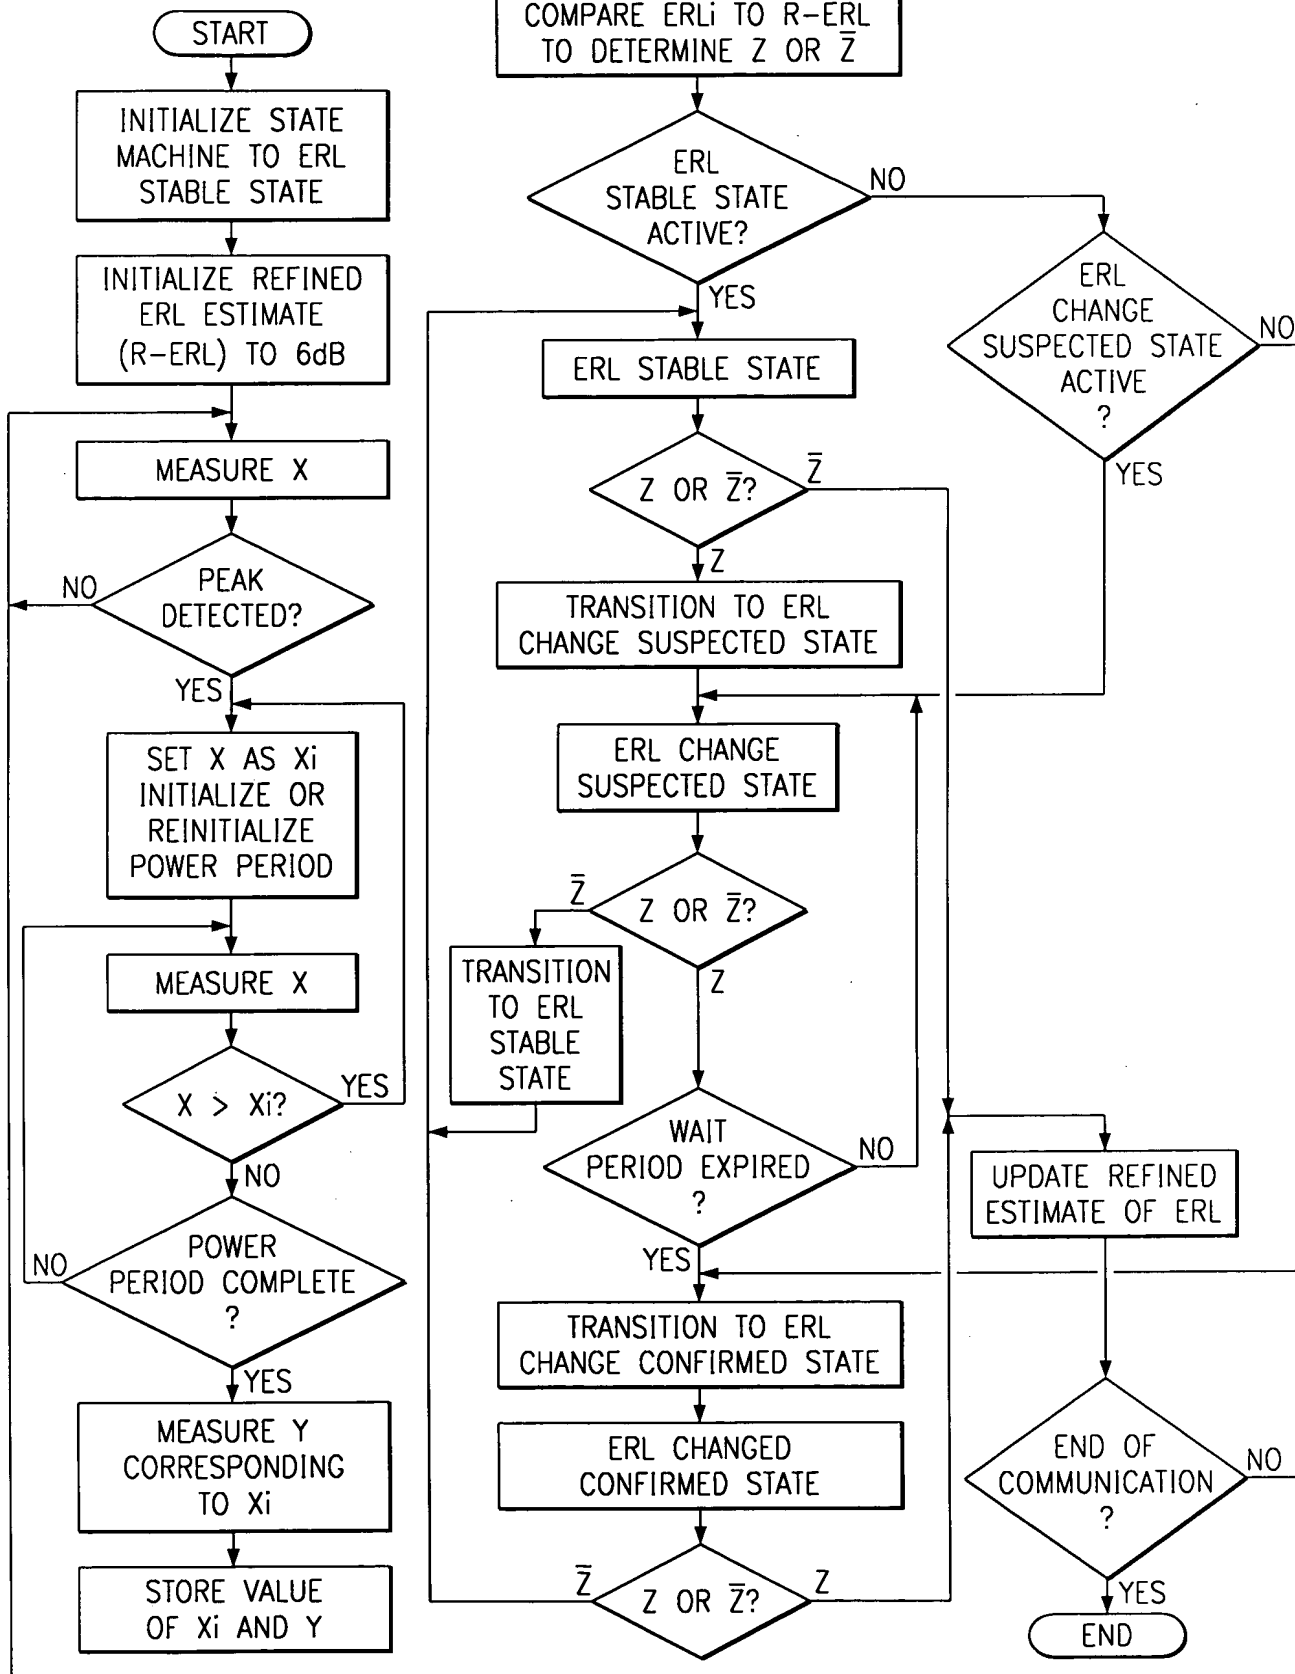 START
INITIALIZE STATE
MACHINE TO ERL
STABLE STATE
INITIALIZE REFINED
ERL ESTIMATE
(R-ERL) TO 6dB
MEASURE X
PEAK
DETECTED?
NO
YES
SET X AS Xi
INITIALIZE OR
REINITIALIZE
POWER PERIOD
MEASURE X
X > Xi?
YES
NO
POWER
PERIOD COMPLETE
?
NO
YES
MEASURE Y
CORRESPONDING
TO Xi
STORE VALUE
OF Xi AND Y
COMPARE ERLi TO R-ERL
TO DETERMINE Z OR Z̅
ERL
STABLE STATE
ACTIVE?
NO
YES
ERL STABLE STATE
Z OR Z̅?
Z̅
Z
TRANSITION TO ERL
CHANGE SUSPECTED STATE
ERL CHANGE
SUSPECTED STATE
Z OR Z̅?
Z̅
Z
TRANSITION
TO ERL
STABLE
STATE
WAIT
PERIOD EXPIRED
?
NO
YES
TRANSITION TO ERL
CHANGE CONFIRMED STATE
ERL CHANGED
CONFIRMED STATE
Z OR Z̅?
Z̅
Z
ERL
CHANGE
SUSPECTED STATE
ACTIVE
?
NO
YES
UPDATE REFINED
ESTIMATE OF ERL
END OF
COMMUNICATION
?
NO
YES
END